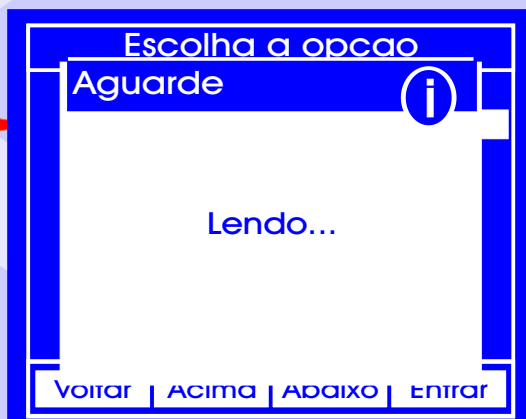 Escolha a opcao
Aguarde
i
Lendo...
Voltar Acima Abaixo Entrar